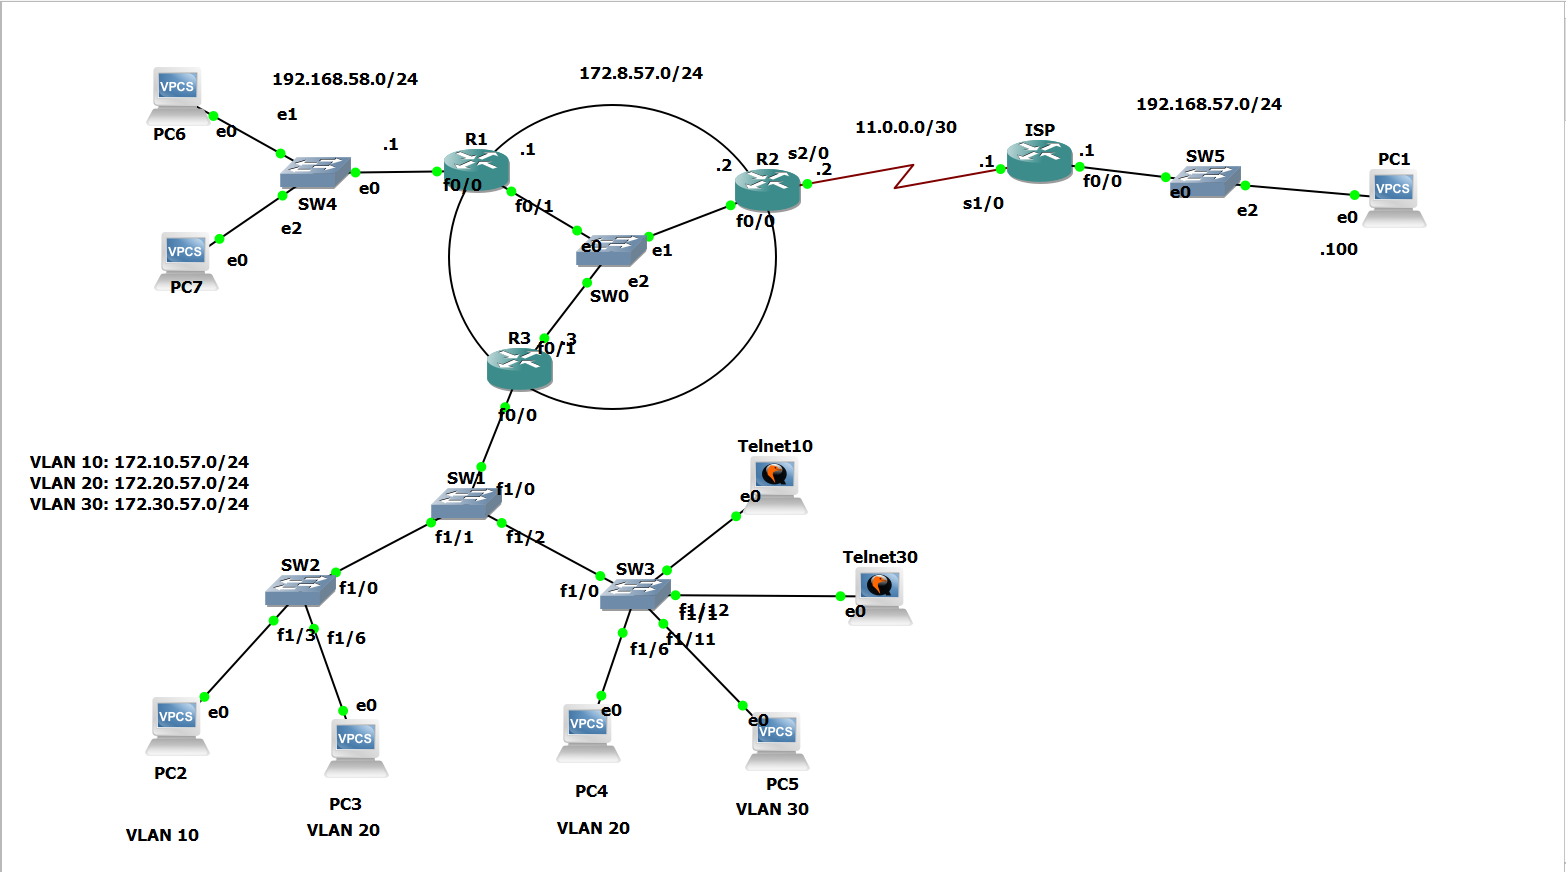 192.168.58.0/24
172.8.57.0/24
192.168.57.0/24
11.0.0.0/30
VPCS
PC6
e0
e1
.1
e0
SW4
e2
VPCS
PC7
e0
R1
.1
f0/0
f0/1
e0
e1
e2
SW0
.2
R2
s2/0
.2
f0/0
ISP
.1
.1
s1/0
f0/0
SW5
e0
e2
PC1
VPCS
e0
.100
R3
.3
f0/1
f0/0
VLAN 10: 172.10.57.0/24
VLAN 20: 172.20.57.0/24
VLAN 30: 172.30.57.0/24
SW1
f1/0
f1/1
f1/2
SW2
f1/0
f1/3
f1/6
SW3
f1/0
f1/12
f1/11
f1/6
Telnet10
e0
Telnet30
e0
VPCS
e0
PC2
VLAN 10
e0
VPCS
PC3
VLAN 20
e0
VPCS
PC4
VLAN 20
e0
VPCS
PC5
VLAN 30